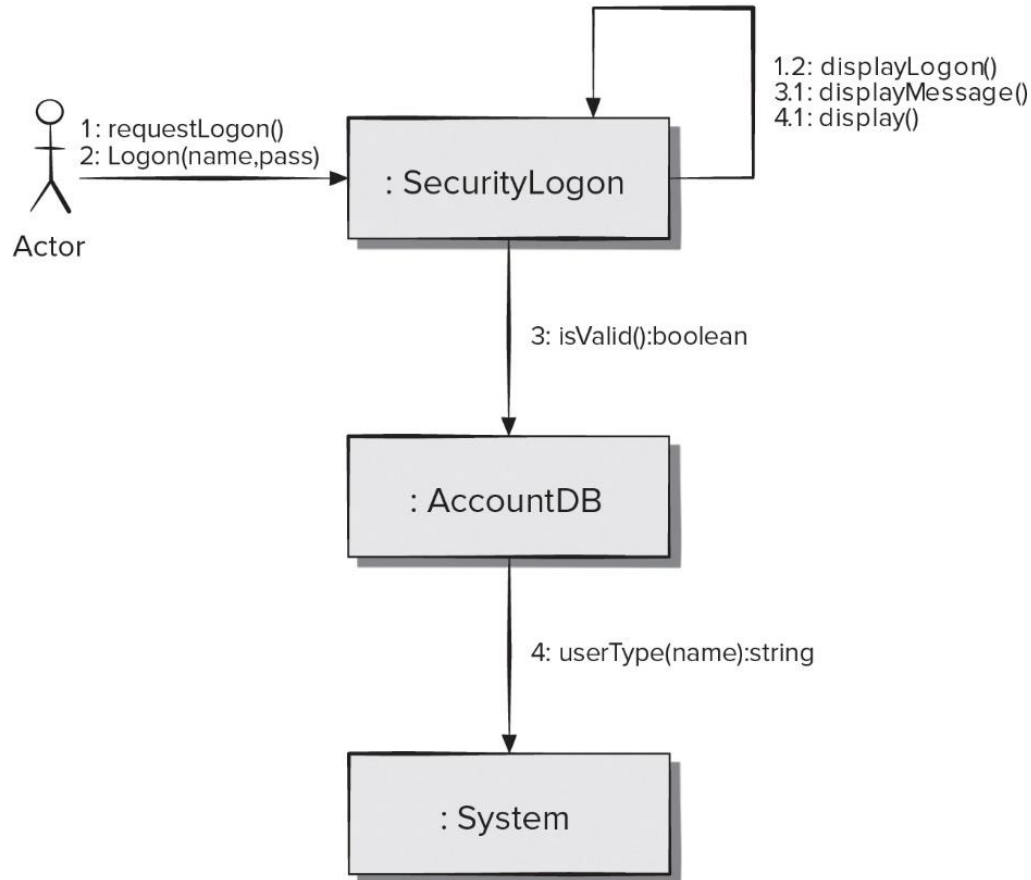 1.2: displayLogon()
3.1: displayMessage()
4.1: display()
1: requestLogon()
2: Logon(name,pass)
: SecurityLogon
Actor
3: isValid():boolean
: AccountDB
4: userType(name):string
: System